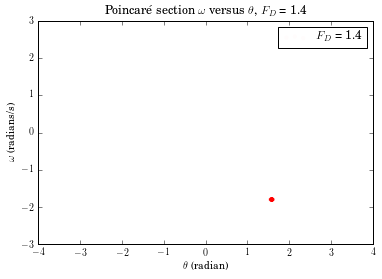 Poincaré section ω versus θ, F_D = 1.4
F_D = 1.4
3
2
1
0
−1
−2
−3
ω (radians/s)
−4 −3 −2 −1 0 1 2 3 4
θ (radian)